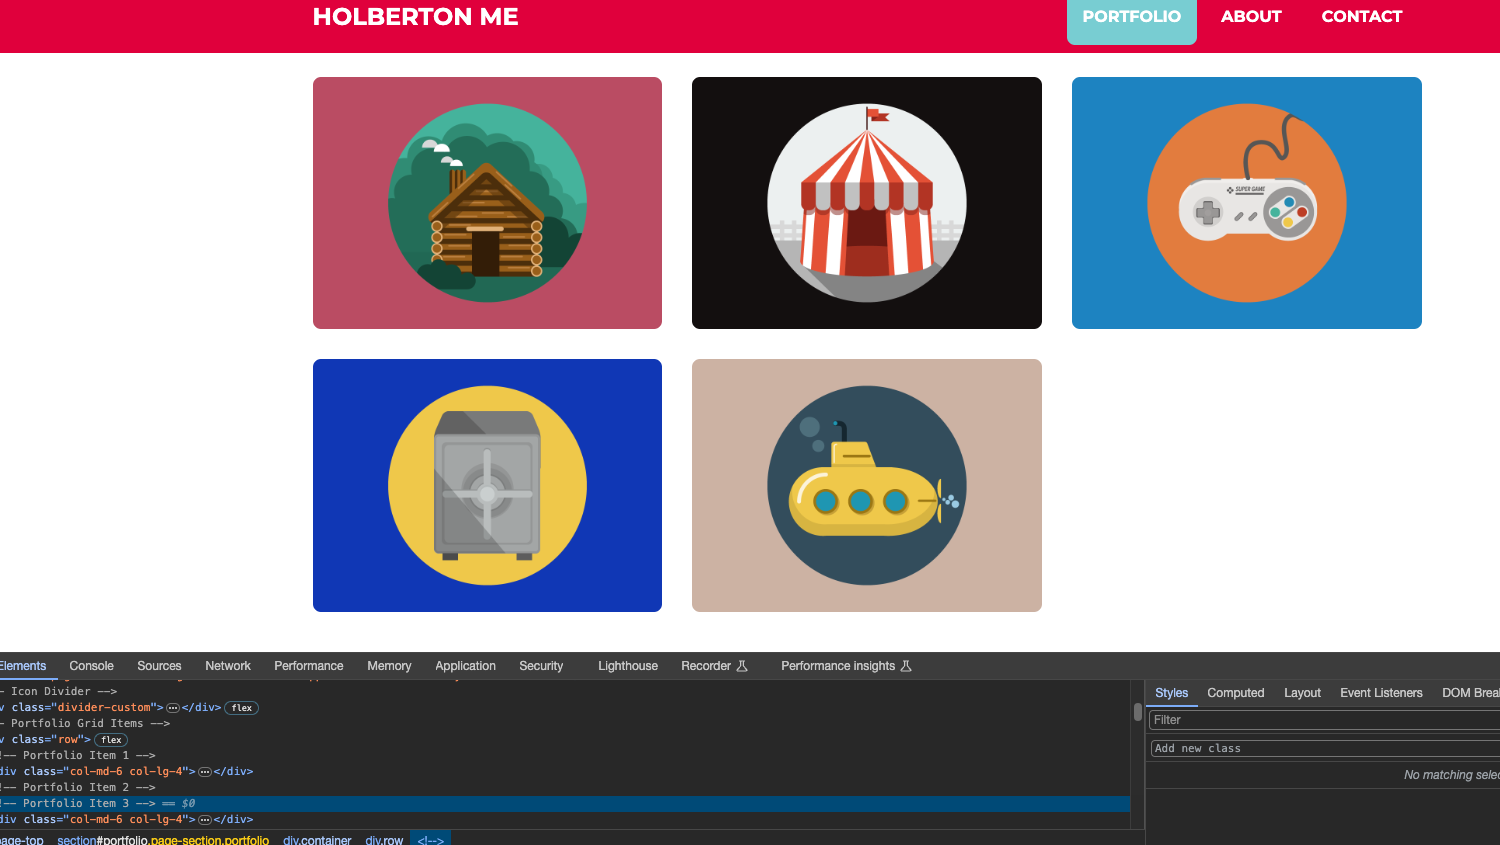 HOLBERTON ME
PORTFOLIO ABOUT CONTACT
SUPER GAME
Elements Console Sources Network Performance Memory Application Security Lighthouse Recorder Performance insights
— Icon Divider -->
v class="divider-custom"> ⋯ </div> flex
— Portfolio Grid Items -->
v class="row"> flex
!-- Portfolio Item 1 -->
div class="col-md-6 col-lg-4"> ⋯ </div>
!-- Portfolio Item 2 -->
!-- Portfolio Item 3 --> == $0
div class="col-md-6 col-lg-4"> ⋯ </div>
page-top section#portfolio.page-section.portfolio div.container div.row <!-->
Styles Computed Layout Event Listeners DOM Brea
Filter
Add new class
No matching selec